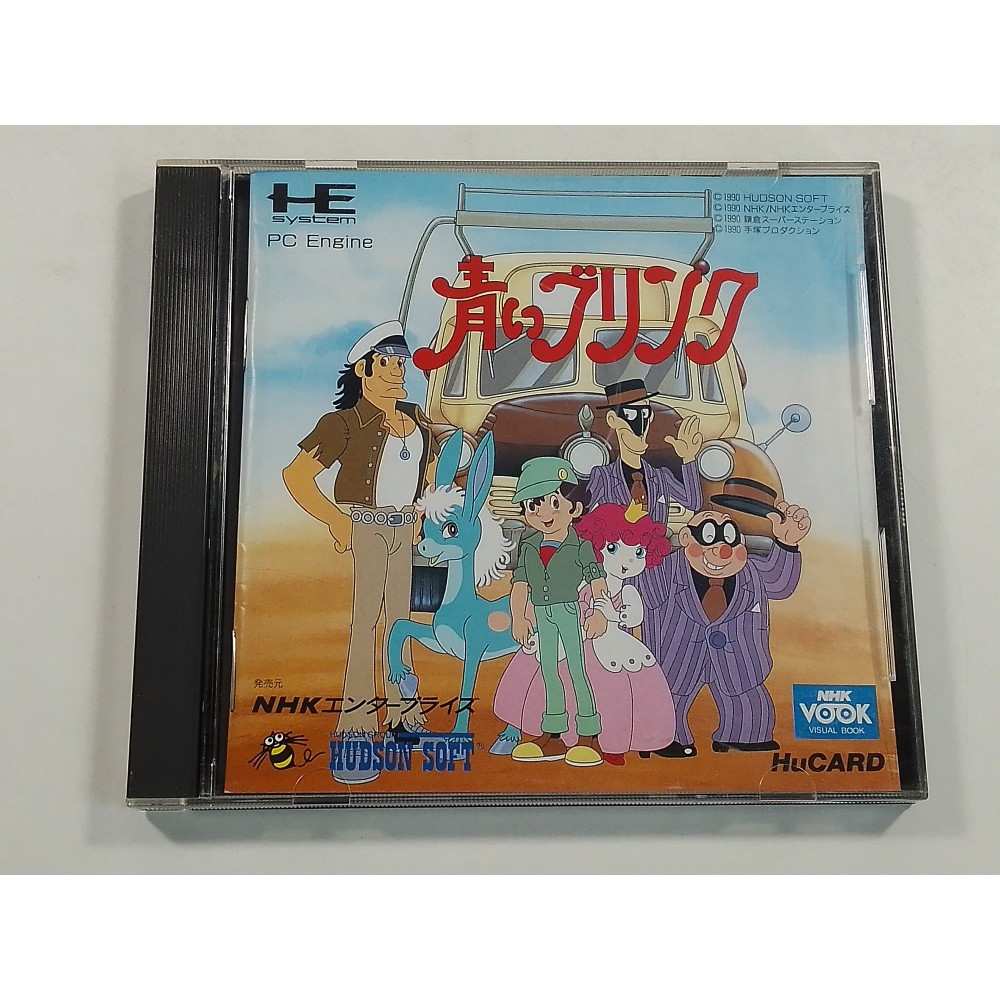 HE
system
PC Engine
©1990 HUDSON SOFT
©1990 NHK/NHKエンタープライズ
©1990 鎌倉スーパーステーション
©1990 手塚プロダクション
青いブリンク
発売元
NHKエンタープライズ
HUDSON GROUP
HUDSON SOFT®
NHK
VOOK
VISUAL BOOK
HuCARD